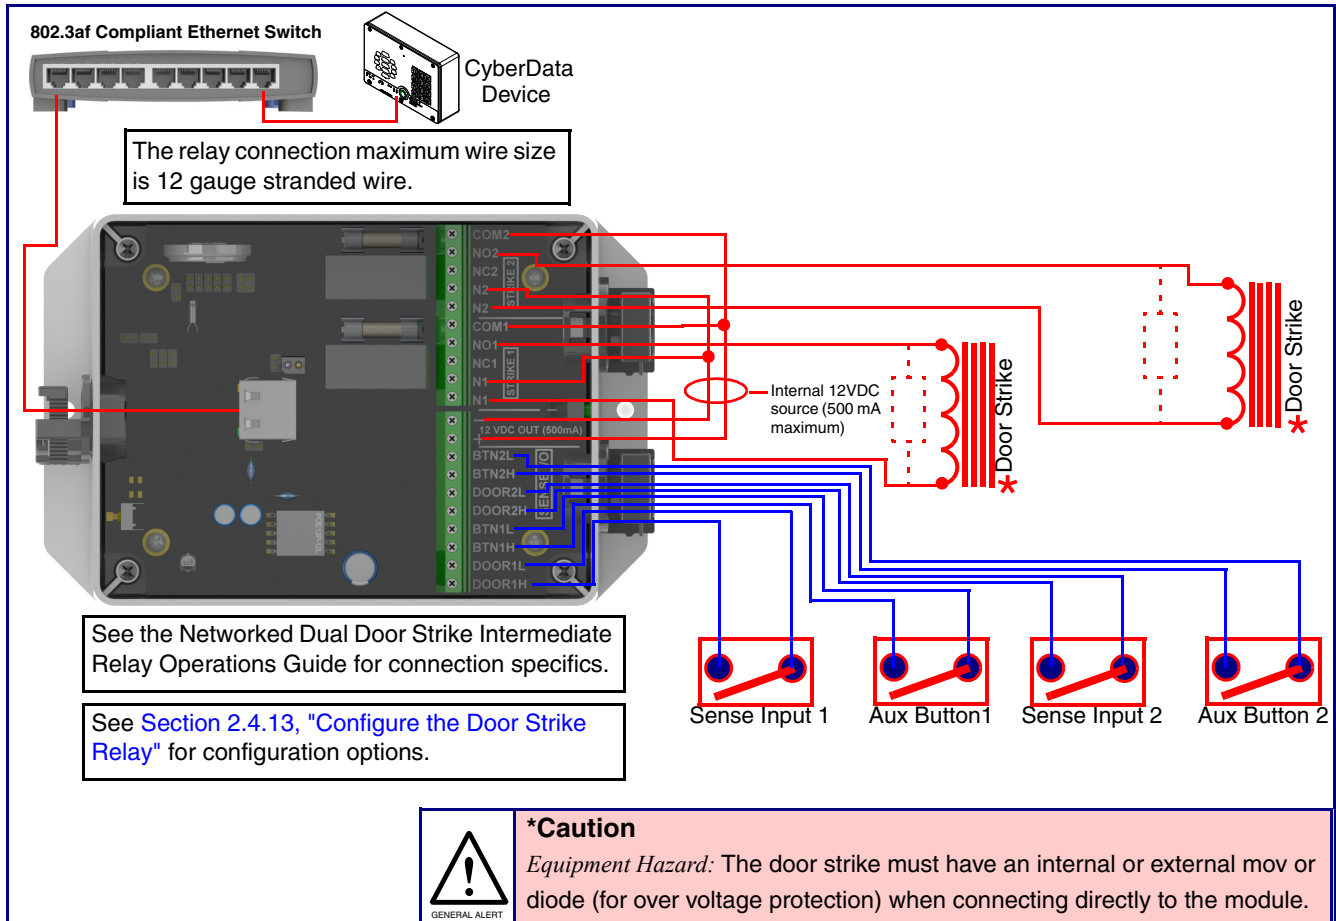 802.3af Compliant Ethernet Switch
CyberData
Device
The relay connection maximum wire size
is 12 gauge stranded wire.
COM2
NO2
NC2
N2
N2
STRIKE 2
COM1
NO1
NC1
N1
N1
STRIKE 1
-
12 VDC OUT (500mA)
+
BTN2L
BTN2H
DOOR2L
DOOR2H
BTN1L
BTN1H
DOOR1L
DOOR1H
SENSE I/O
POE13P-12L
Internal 12VDC
source (500 mA
maximum)
*Door Strike
*Door Strike
See the Networked Dual Door Strike Intermediate
Relay Operations Guide for connection specifics.
See Section 2.4.13, "Configure the Door Strike
Relay" for configuration options.
Sense Input 1
Aux Button1
Sense Input 2
Aux Button 2
GENERAL ALERT
*Caution
Equipment Hazard: The door strike must have an internal or external mov or
diode (for over voltage protection) when connecting directly to the module.